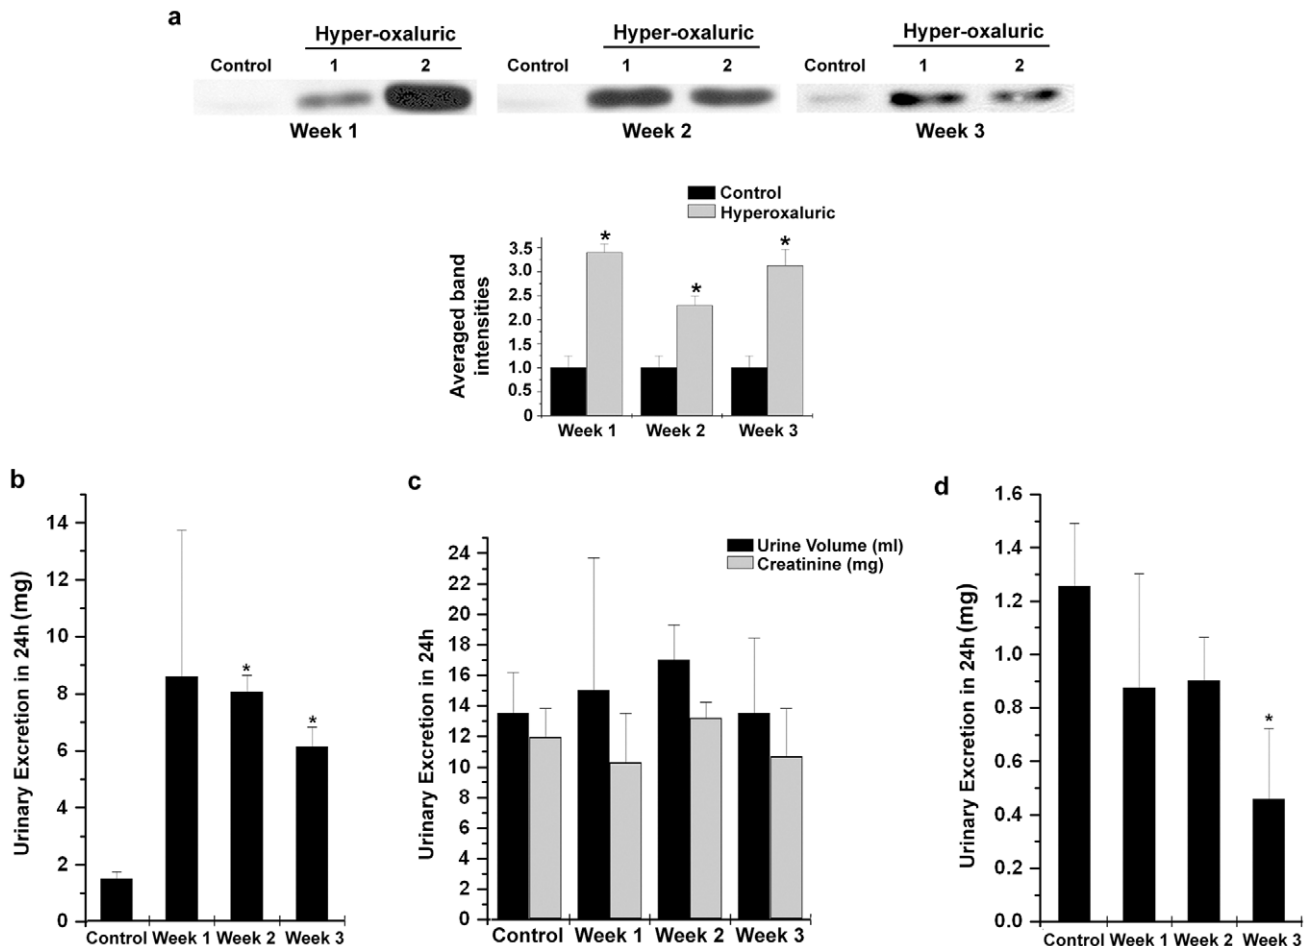 a
Hyper-oxaluric Hyper-oxaluric Hyper-oxaluric
Control 1 2 Control 1 2 Control 1 2
Week 1 Week 2 Week 3
Control
Hyperoxaluric
Averaged band
intensities
3.5
3.0
2.5
2.0
1.5
1.0
0.5
0
* * *
Week 1 Week 2 Week 3
b
Urinary Excretion in 24h (mg)
14
12
10
8
6
4
2
0
* *
Control Week 1 Week 2 Week 3
c
Urine Volume (ml)
Creatinine (mg)
Urinary Excretion in 24h
24
22
20
18
16
14
12
10
8
6
4
2
0
Control Week 1 Week 2 Week 3
d
Urinary Excretion in 24h (mg)
1.6
1.4
1.2
1.0
0.8
0.6
0.4
0.2
0.0
*
Control Week 1 Week 2 Week 3